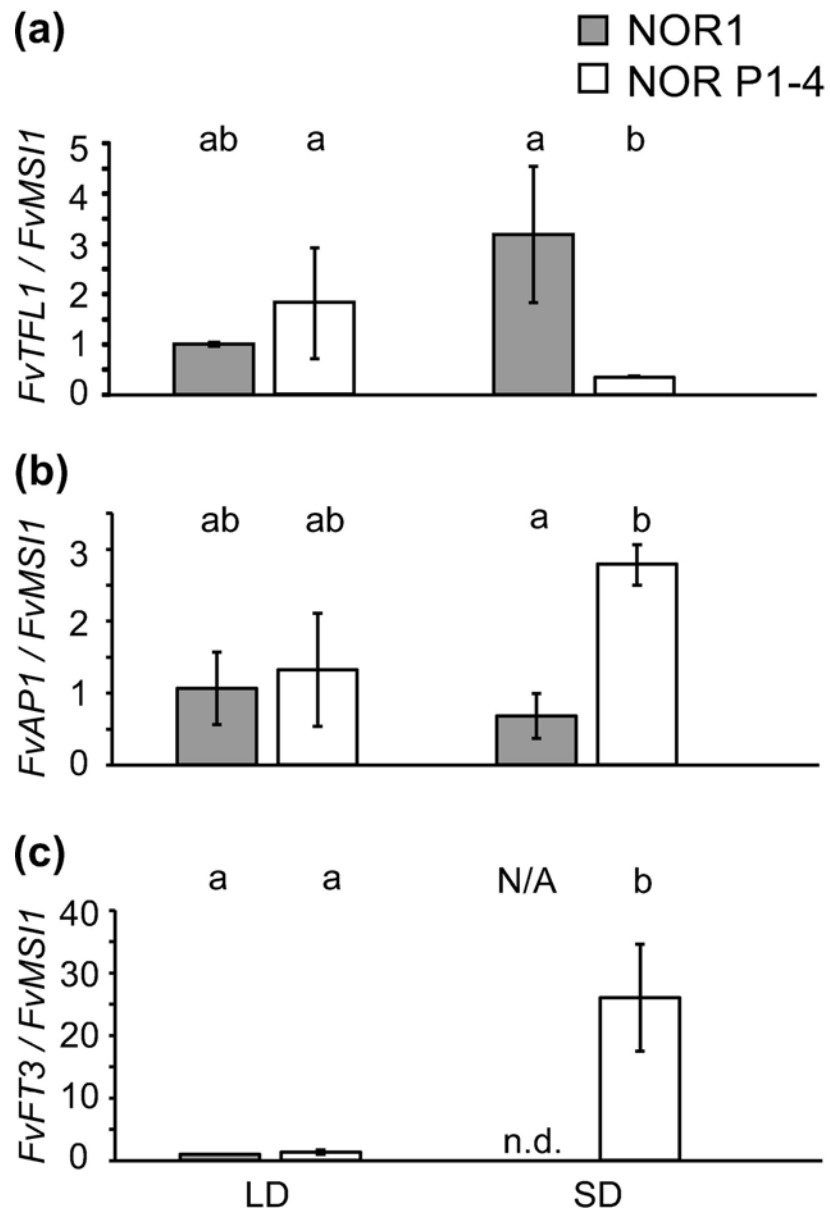 (a)
NOR1
NOR P1-4
FvTFL1 / FvMSI1
5
4
3
2
1
0
ab a a b
(b)
FvAP1 / FvMSI1
3
2
1
0
ab ab a b
(c)
FvFT3 / FvMSI1
40
30
20
10
0
a a N/A b
n.d.
LD SD